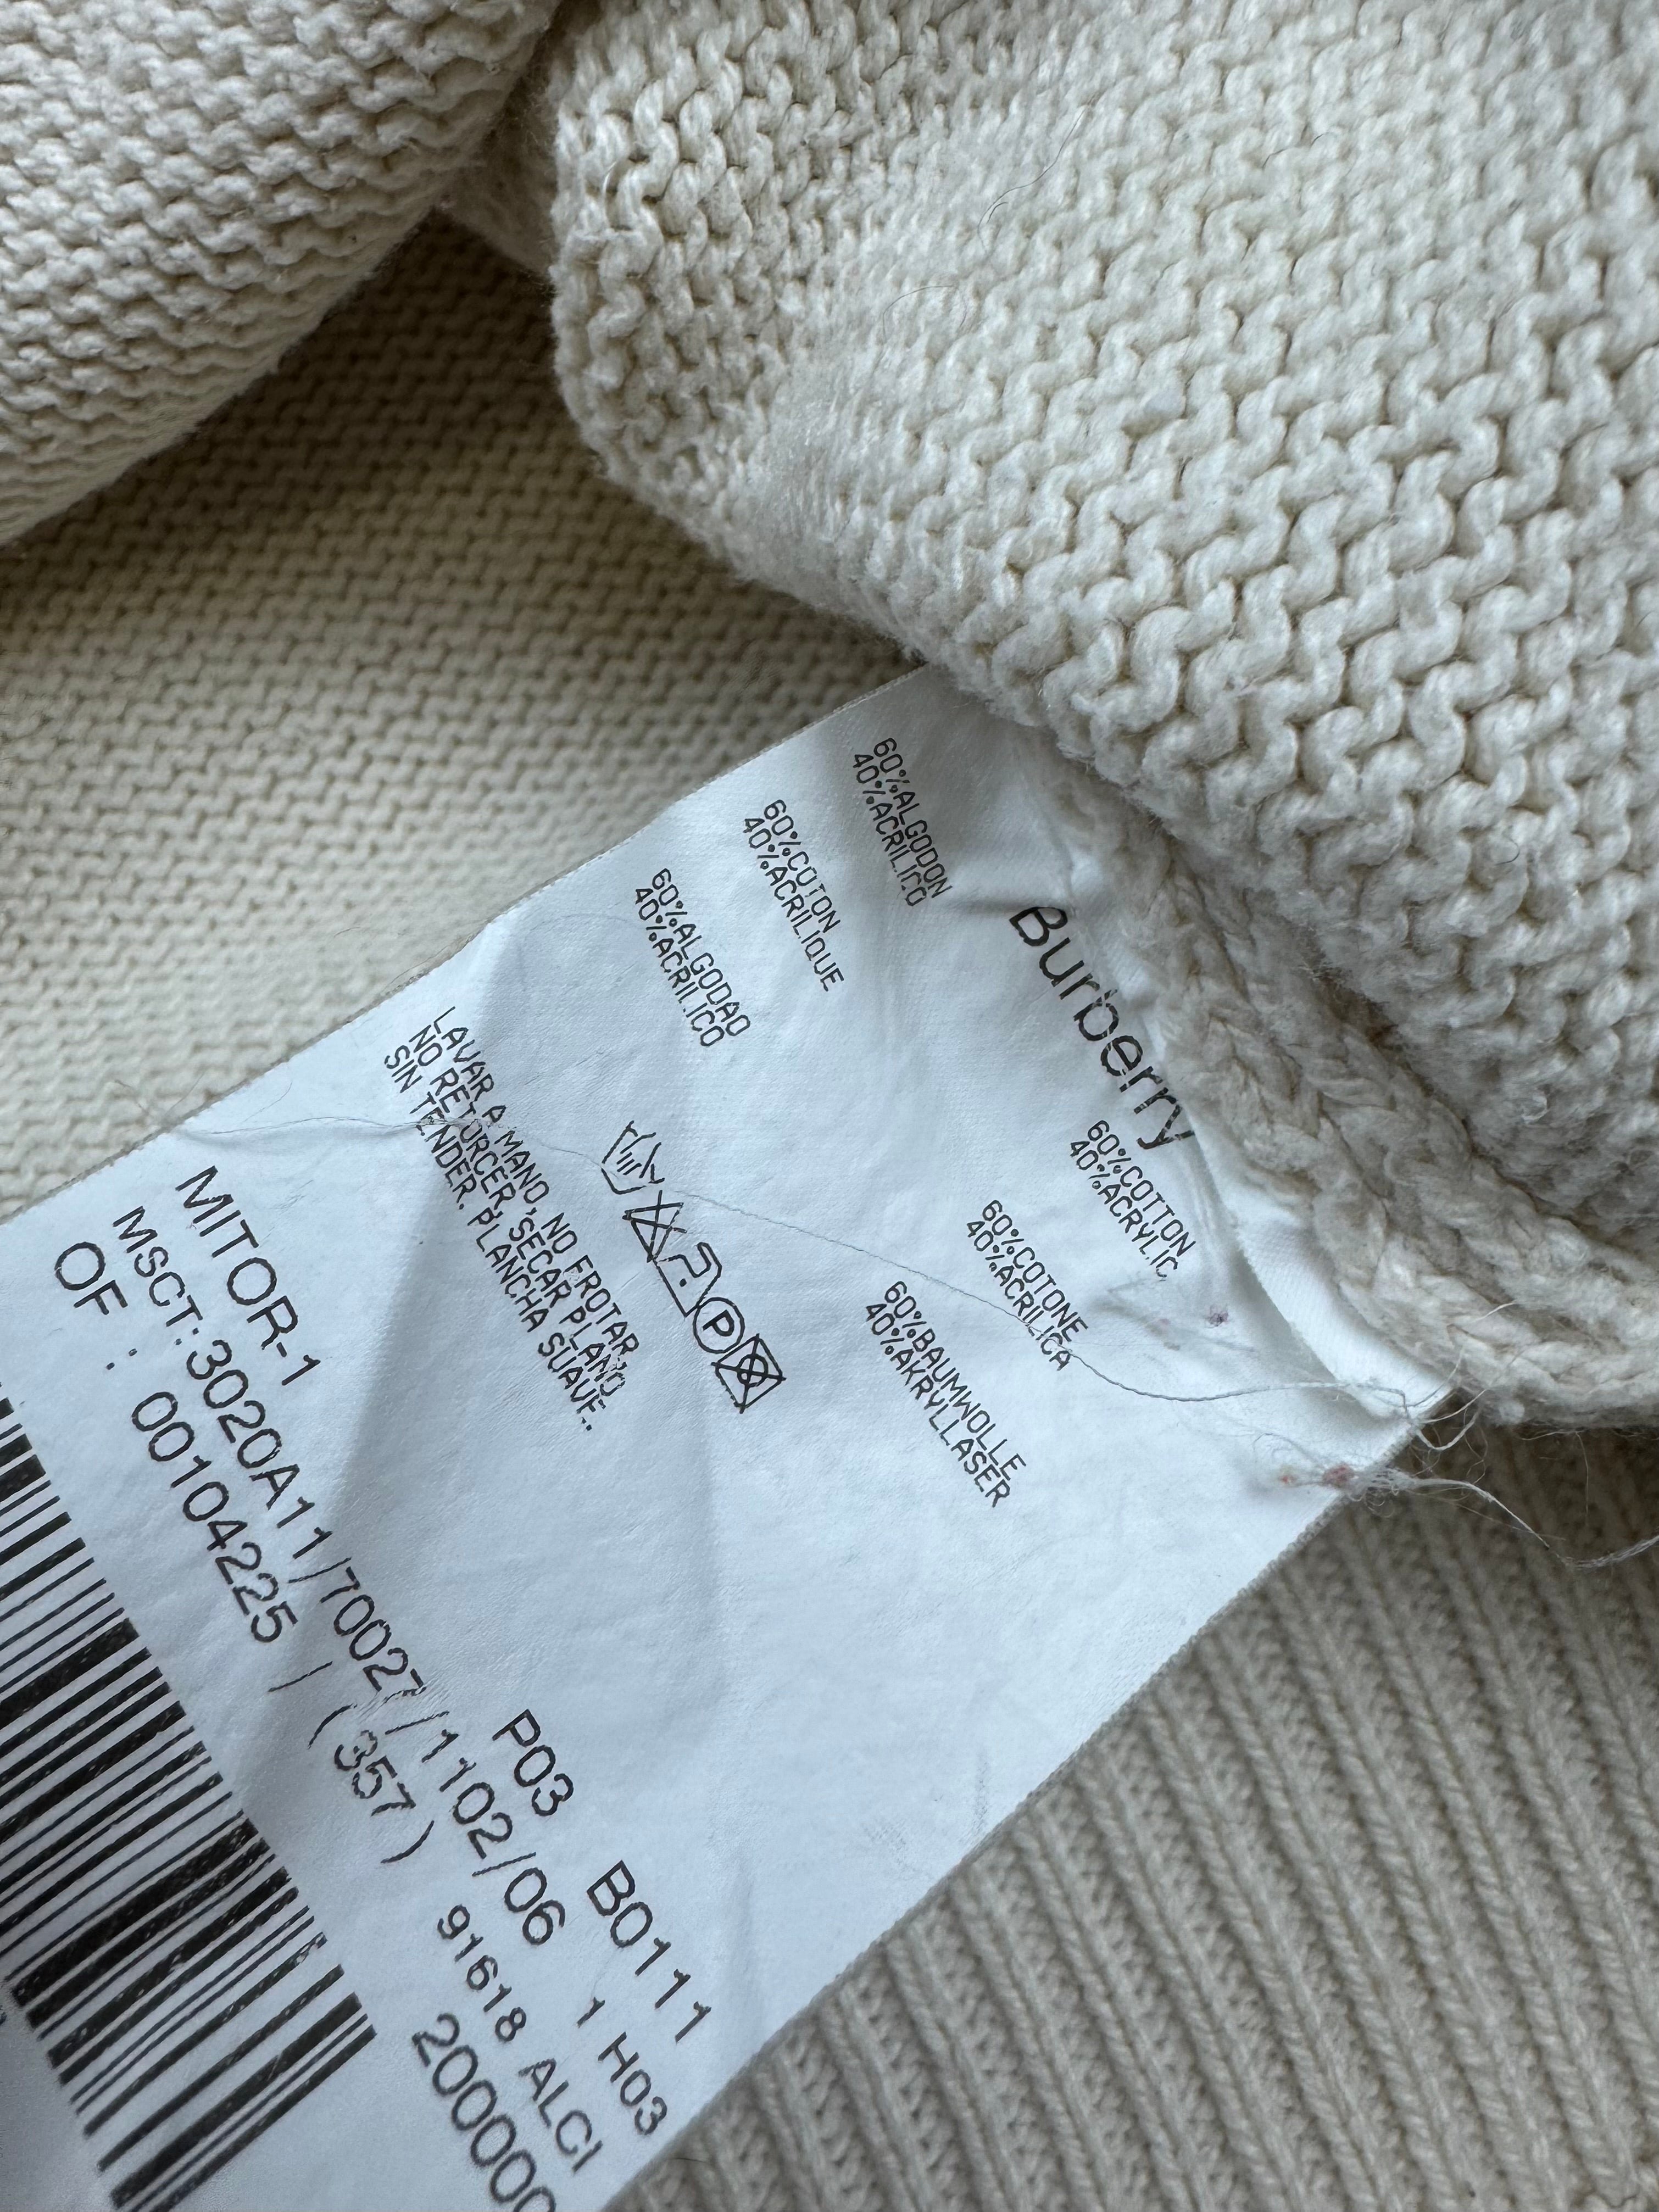 Burberry
60%ALGODON
40%ACRILICO
60%COTTON
40%ACRYLIC
60%COTON
40%ACRILIQUE
60%COTONE
40%ACRILICA
60%ALGODAO
40%ACRILICO
60%BAUMWOLLE
40%AKRYLLASER
P
LAVAR A MANO, NO FROTAR,
NO RETORCER, SECAR PLANO
SIN TENDER. PLANCHA SUAVE..
MITOR-1 P03 B0111
MSCT:3020A11/70027/1102/06 1 H03
OF : 00104225 / (357) 91618 ALCI